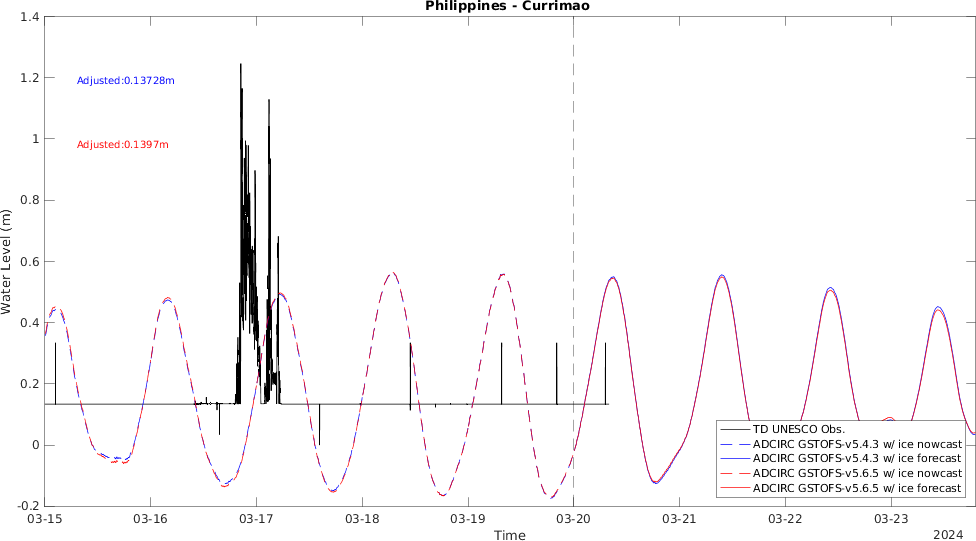 Philippines - Currimao
1.4
1.2
1
0.8
0.6
0.4
0.2
0
-0.2
Water Level (m)
Adjusted:0.13728m
Adjusted:0.1397m
TD UNESCO Obs.
ADCIRC GSTOFS-v5.4.3 w/ ice nowcast
ADCIRC GSTOFS-v5.4.3 w/ ice forecast
ADCIRC GSTOFS-v5.6.5 w/ ice nowcast
ADCIRC GSTOFS-v5.6.5 w/ ice forecast
03-15 03-16 03-17 03-18 03-19 03-20 03-21 03-22 03-23
Time
2024